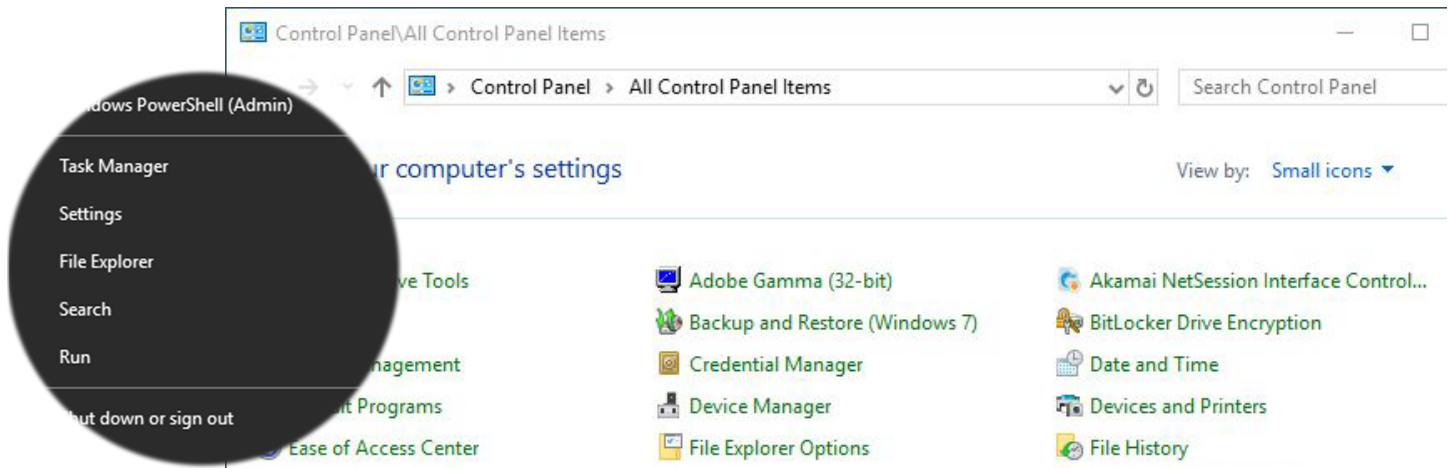 Control Panel\All Control Panel Items
Control Panel > All Control Panel Items
Search Control Panel
PowerShell (Admin)
Task Manager
Settings
File Explorer
Search
Run
down or sign out
computer's settings
View by: Small icons
Tools
Adobe Gamma (32-bit)
Akamai NetSession Interface Control...
Backup and Restore (Windows 7)
BitLocker Drive Encryption
Credential Manager
Date and Time
Programs
Device Manager
Devices and Printers
Ease of Access Center
File Explorer Options
File History